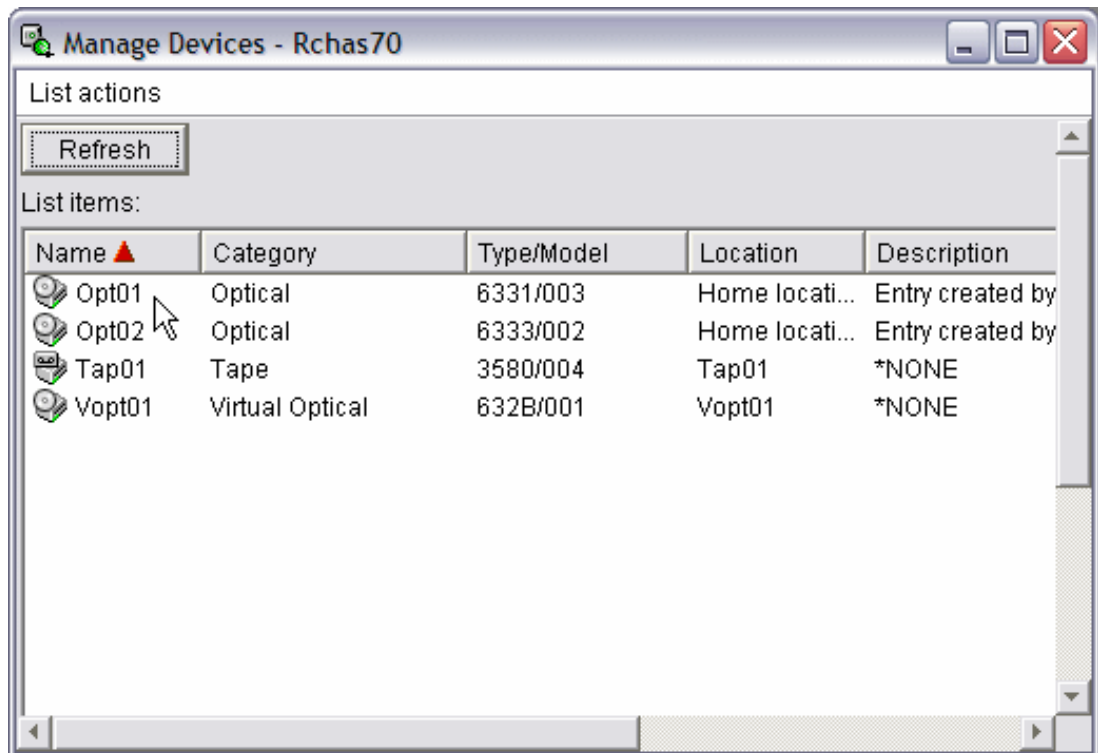 Manage Devices - Rchas70
List actions
Refresh
List items:
Name Category Type/Model Location Description
Opt01 Optical 6331/003 Home locati... Entry created by
Opt02 Optical 6333/002 Home locati... Entry created by
Tap01 Tape 3580/004 Tap01 *NONE
Vopt01 Virtual Optical 632B/001 Vopt01 *NONE